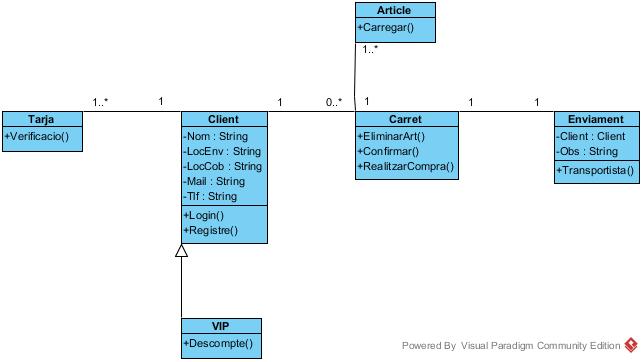 Article
+Carregar()
1..*
1..*
1
1
0..*
1
1
1
Tarja
+Verificacio()
Client
-Nom : String
-LocEnv : String
-LocCob : String
-Mail : String
-Tlf : String
+Login()
+Registre()
Carret
+EliminarArt()
+Confirmar()
+RealitzarCompra()
Enviament
-Client : Client
-Obs : String
+Transportista()
VIP
+Descompte()
Powered By Visual Paradigm Community Edition